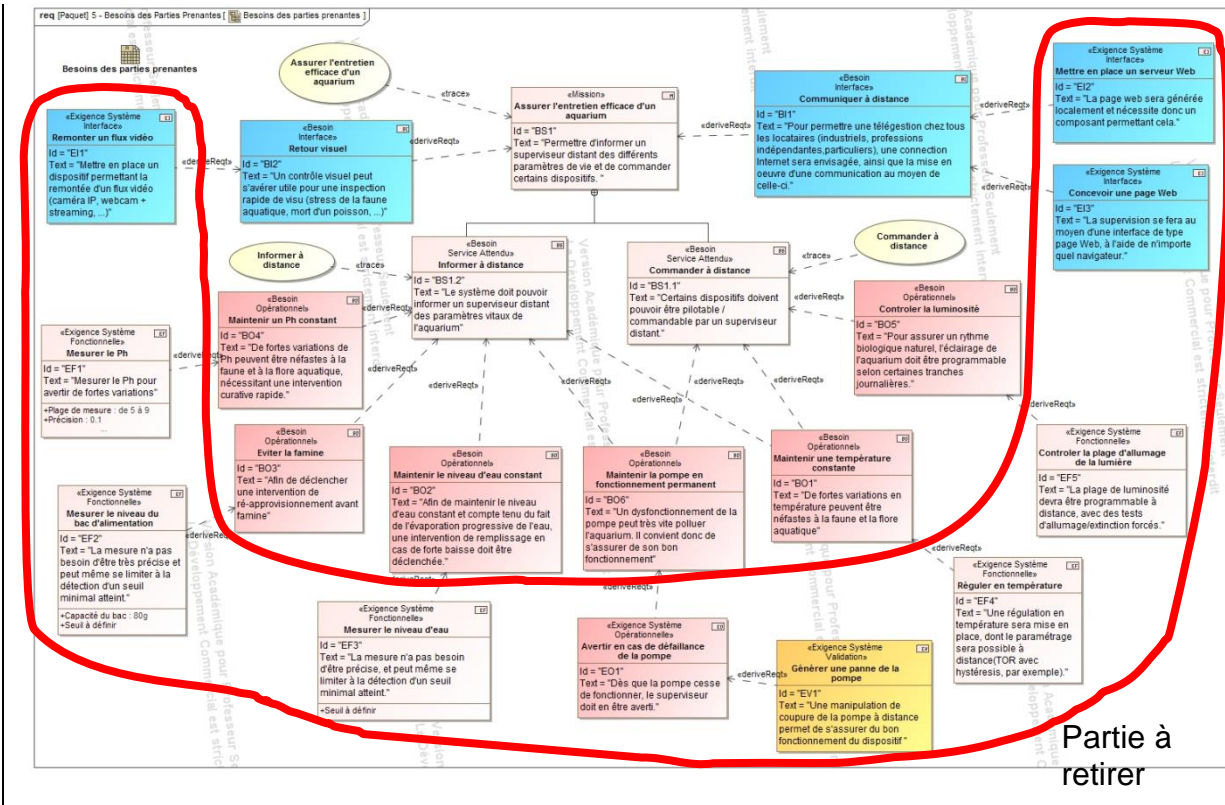 req [Paquet] 5 - Besoins des Parties Prenantes [ Besoins des parties prenantes ]
Besoins des parties prenantes
Assurer l'entretien
efficace d'un
aquarium
«trace»
«Mission»
Assurer l'entretien efficace d'un
aquarium
Id = "BS1"
Text = "Permettre d'informer un
superviseur distant des différents
paramètres de vie et de commander
certains dispositifs. "
«Besoin
Interface»
Communiquer à distance
Id = "BI1"
Text = "Pour permettre une télégestion chez tous
les locataires (industriels, professions
indépendantes,particuliers), une connection
Internet sera envisagée, ainsi que la mise en
oeuvre d'une communication au moyen de
celle-ci."
«deriveReqt»
«Exigence Système
Interface»
Mettre en place un serveur Web
Id = "EI2"
Text = "La page web sera générée
localement et nécessite donc un
composant permettant cela."
«deriveReqt»
«Exigence Système
Interface»
Concevoir une page Web
Id = "EI3"
Text = "La supervision se fera au
moyen d'une interface de type
page Web, à l'aide de n'importe
quel navigateur."
«deriveReqt»
«Exigence Système
Interface»
Remonter un flux vidéo
Id = "EI1"
Text = "Mettre en place un
dispositif permettant la
remontée d'un flux vidéo
(caméra IP, webcam +
streaming, ...)"
«deriveReqt»
«Besoin
Interface»
Retour visuel
Id = "BI2"
Text = "Un contrôle visuel peut
s'avérer utile pour une inspection
rapide de visu (stress de la faune
aquatique, mort d'un poisson, ...)"
«deriveReqt»
Informer à
distance
«trace»
«Besoin
Service Attendu»
Informer à distance
Id = "BS1.2"
Text = "Le système doit pouvoir
informer un superviseur distant
des paramètres vitaux de
l'aquarium"
«Besoin
Service Attendu»
Commander à distance
Id = "BS1.1"
Text = "Certains dispositifs doivent
pouvoir être pilotable /
commandable par un superviseur
distant."
Commander à
distance
«trace»
«Besoin
Opérationnel»
Maintenir un Ph constant
Id = "BO4"
Text = "De fortes variations de
Ph peuvent être néfastes à la
faune et à la flore aquatique,
nécessitant une intervention
curative rapide."
«deriveReqt»
«Besoin
Opérationnel»
Controler la luminosité
Id = "BO5"
Text = "Pour assurer un rythme
biologique naturel, l'éclairage de
l'aquarium doit être programmable
selon certaines tranches
journalières."
«deriveReqt»
«Exigence Système
Fonctionnelle»
Mesurer le Ph
Id = "EF1"
Text = "Mesurer le Ph pour
avertir de fortes variations"
+Plage de mesure : de 5 à 9
+Précision : 0.1
...
«deriveReqt»
«deriveReqt»
«deriveReqt»
«deriveReqt»
«deriveReqt»
«deriveReqt»
«deriveReqt»
«deriveReqt»
«Besoin
Opérationnel»
Eviter la famine
Id = "BO3"
Text = "Afin de déclencher
une intervention de
ré-approvisionnement avant
famine"
«Besoin
Opérationnel»
Maintenir le niveau d'eau constant
Id = "BO2"
Text = "Afin de maintenir le niveau
d'eau constant et compte tenu du fait
de l'évaporation progressive de l'eau,
une intervention de remplissage en
cas de forte baisse doit être
déclenchée."
«Besoin
Opérationnel»
Maintenir la pompe en
fonctionnement permanent
Id = "BO6"
Text = "Un dysfonctionnement de la
pompe peut très vite polluer
l'aquarium. Il convient donc de
s'assurer de son bon
fonctionnement"
«Besoin
Opérationnel»
Maintenir une température
constante
Id = "BO1"
Text = "De fortes variations en
température peuvent être
néfastes à la faune et la flore
aquatique"
«Exigence Système
Fonctionnelle»
Controler la plage d'allumage
de la lumière
Id = "EF5"
Text = "La plage de luminosité
devra être programmable à
distance, avec des tests
d'allumage/extinction forcés."
«Exigence Système
Fonctionnelle»
Mesurer le niveau du
bac d'alimentation
Id = "EF2"
Text = "La mesure n'a pas
besoin d'être très précise et
peut même se limiter à la
détection d'un seuil
minimal atteint."
+Capacité du bac : 80g
+Seuil à définir
«deriveReqt»
«deriveReqt»
«deriveReqt»
«deriveReqt»
«Exigence Système
Fonctionnelle»
Mesurer le niveau d'eau
Id = "EF3"
Text = "La mesure n'a pas besoin
d'être précise, et peut même se
limiter à la détection d'un seuil
minimal atteint."
+Seuil à définir
«Exigence Système
Opérationnelle»
Avertir en cas de défaillance
de la pompe
Id = "EO1"
Text = "Dès que la pompe cesse
de fonctionner, le superviseur
doit en être averti."
«deriveReqt»
«Exigence Système
Validation»
Gènèrer une panne de la
pompe
Id = "EV1"
Text = "Une manipulation de
coupure de la pompe à distance
permet de s'assurer du bon
fonctionnement du dispositif"
«Exigence Système
Fonctionnelle»
Réguler en température
Id = "EF4"
Text = "Une régulation en
température sera mise en
place, dont le paramétrage
sera possible à
distance(TOR avec
hystéresis, par exemple)."
Partie à
retirer